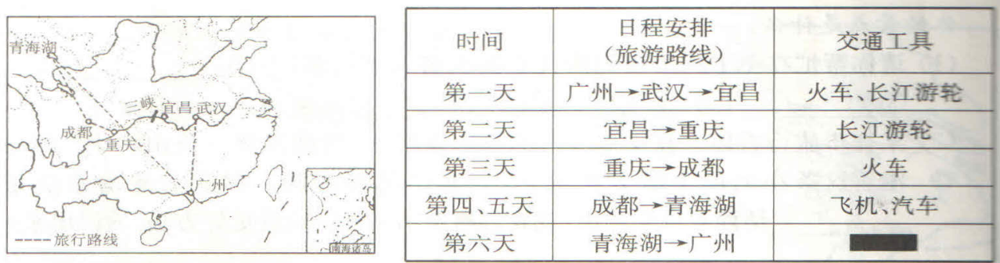 青海湖
三峡
宜昌 武汉
成都
重庆
广州
旅行路线
南海诸岛
时间 日程安排（旅游路线） 交通工具
第一天 广州→武汉→宜昌 火车、长江游轮
第二天 宜昌→重庆 长江游轮
第三天 重庆→成都 火车
第四、五天 成都→青海湖 飞机、汽车
第六天 青海湖→广州